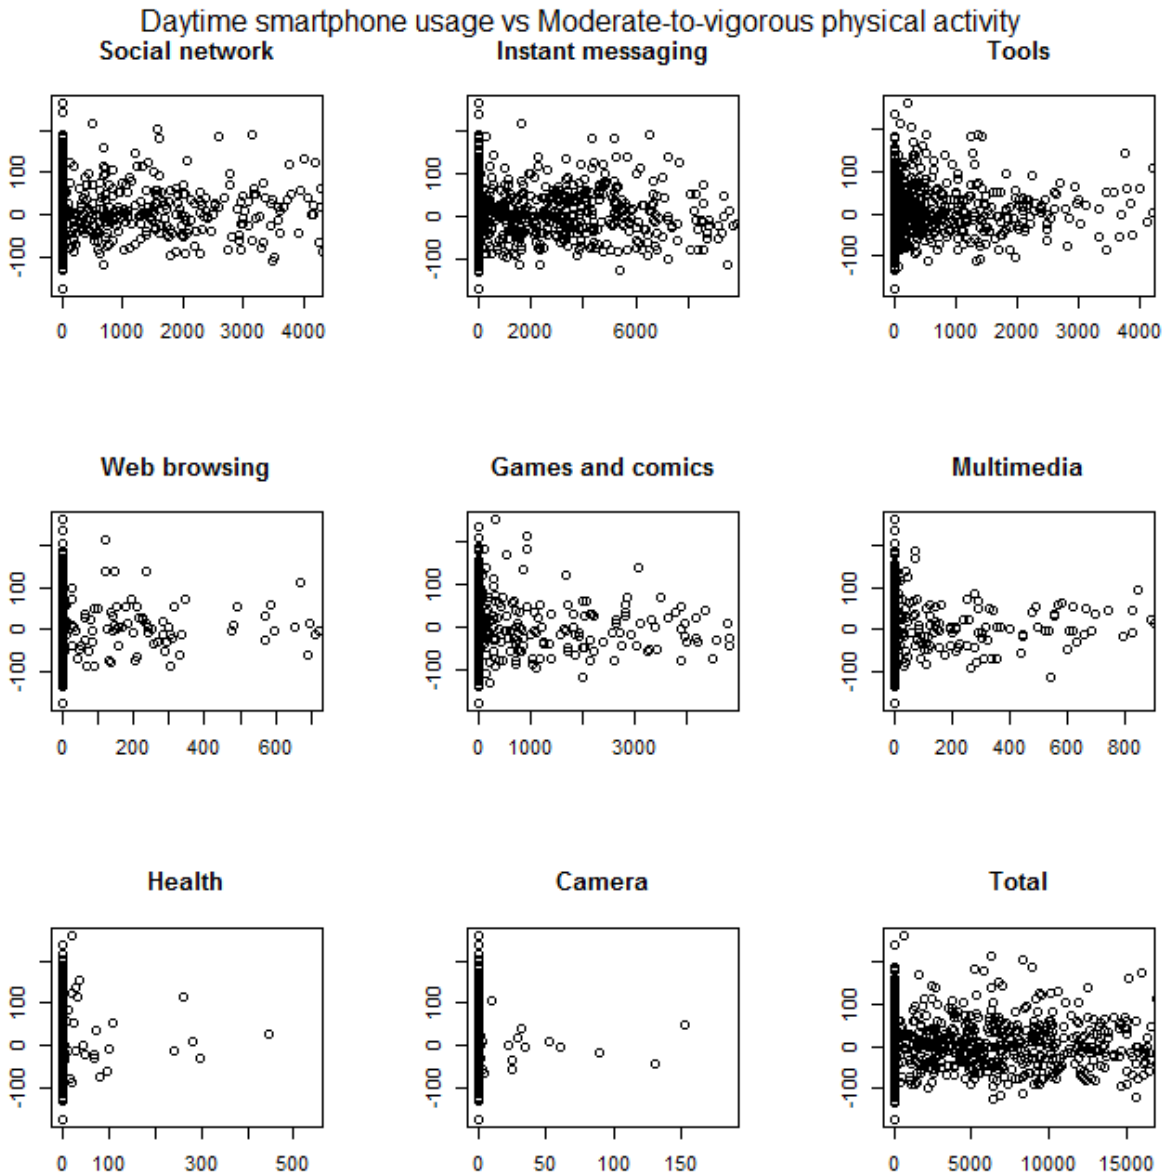 Daytime smartphone usage vs Moderate-to-vigorous physical activity
Social network Instant messaging Tools
100 100 100
0 0 0
-100 -100 -100
0 1000 2000 3000 4000 0 2000 6000 0 1000 2000 3000 4000
Web browsing Games and comics Multimedia
100 100 100
0 0 0
-100 -100 -100
0 200 400 600 0 1000 3000 0 200 400 600 800
Health Camera Total
100 100 100
0 0 0
-100 -100 -100
0 100 300 500 0 50 100 150 0 5000 10000 15000